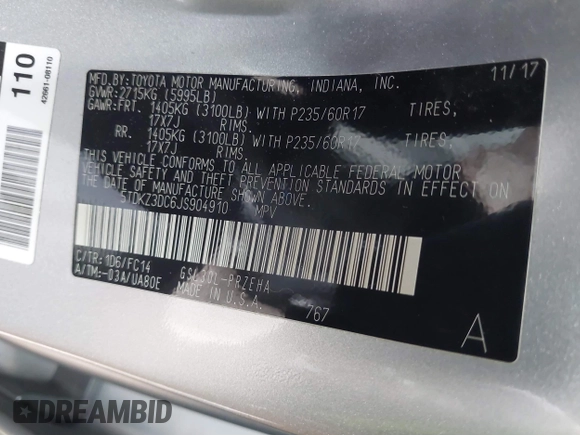 110
42661-08110
MFD.BY:TOYOTA MOTOR MANUFACTURING, INDIANA, INC. 11/17
GVWR:2715KG (5995LB)
GAWR:FRT. 1405KG (3100LB) WITH P235/60R17 TIRES,
17X7J RIMS.
RR. 1405KG (3100LB) WITH P235/60R17 TIRES,
17X7J RIMS.
THIS VEHICLE CONFORMS TO ALL APPLICABLE FEDERAL MOTOR
VEHICLE SAFETY AND THEFT PREVENTION STANDARDS IN EFFECT ON
THE DATE OF MANUFACTURE SHOWN ABOVE.
5TDKZ3DC6JS904910 MPV
C/TR:1D6/FC14
A/TM:-03A/UA80E
GSL30L-PRZEHA
MADE IN U.S.A.
767
A
DREAMBID